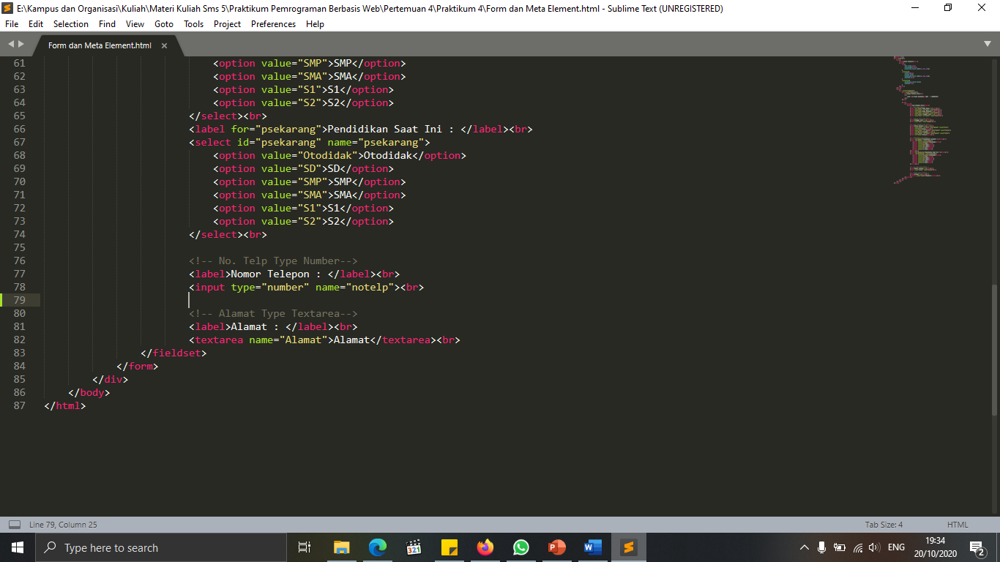 E:\Kampus dan Organisasi\Kuliah\Materi Kuliah Sms 5\Praktikum Pemrograman Berbasis Web\Pertemuan 4\Praktikum 4\Form dan Meta Element.html - Sublime Text (UNREGISTERED)
File Edit Selection Find View Goto Tools Project Preferences Help
Form dan Meta Element.html ×
61 <option value="SMP">SMP</option>
62 <option value="SMA">SMA</option>
63 <option value="S1">S1</option>
64 <option value="S2">S2</option>
65 </select><br>
66 <label for="psekarang">Pendidikan Saat Ini : </label><br>
67 <select id="psekarang" name="psekarang">
68 <option value="Otodidak">Otodidak</option>
69 <option value="SD">SD</option>
70 <option value="SMP">SMP</option>
71 <option value="SMA">SMA</option>
72 <option value="S1">S1</option>
73 <option value="S2">S2</option>
74 </select><br>
75
76 <!-- No. Telp Type Number-->
77 <label>Nomor Telepon : </label><br>
78 <input type="number" name="notelp"><br>
79
80 <!-- Alamat Type Textarea-->
81 <label>Alamat : </label><br>
82 <textarea name="Alamat">Alamat</textarea><br>
83 </fieldset>
84 </form>
85 </div>
86 </body>
87 </html>
Line 79, Column 25 Tab Size: 4 HTML
Type here to search
321
ENG
19:34
20/10/2020
2